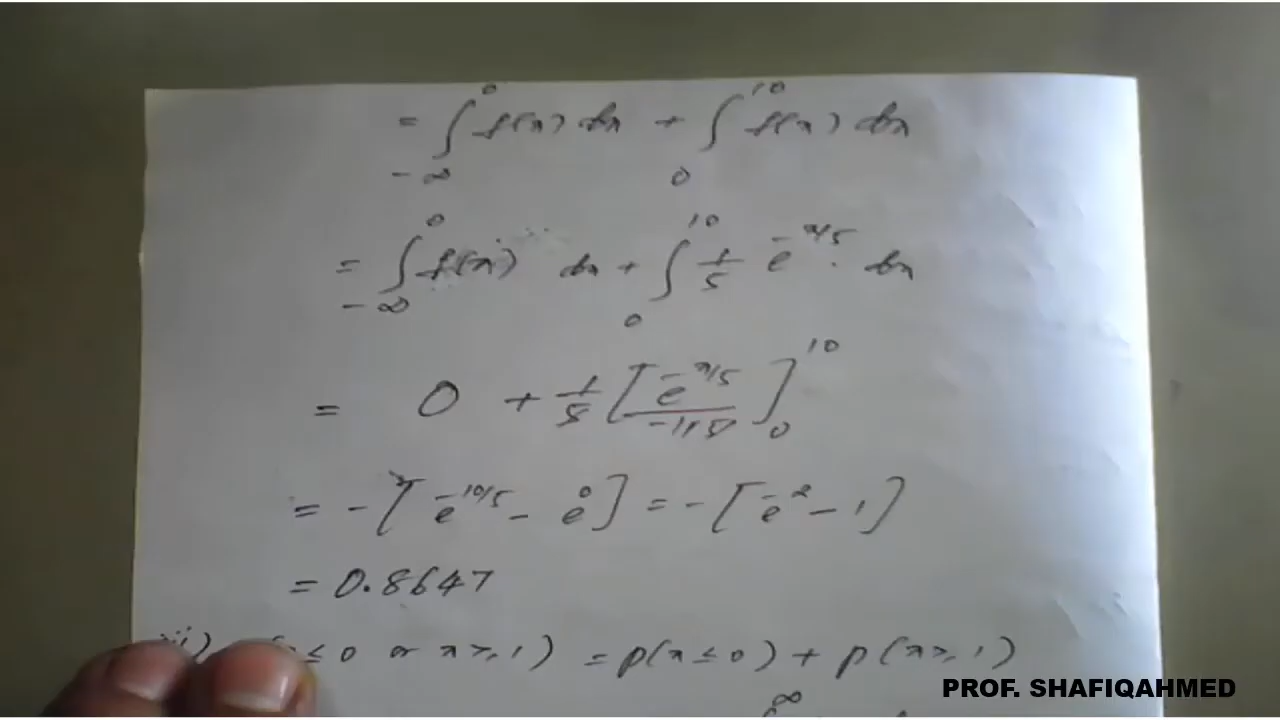 = ∫_{-∞}^{0} f(x) dx + ∫_{0}^{10} f(x) dx
= ∫_{-∞}^{0} f(x) dx + ∫_{0}^{10} 1/5 e^{-x/5} . dx
= 0 + 1/5 [ e^{-x/5} / -1/5 ]_{0}^{10}
= -[ e^{-10/5} - e^{0} ] = -[ e^{-2} - 1 ]
= 0.8647
≤ 0 or x ≥ 1) = p(x ≤ 0) + p(x ≥ 1)
∞
PROF. SHAFIQAHMED